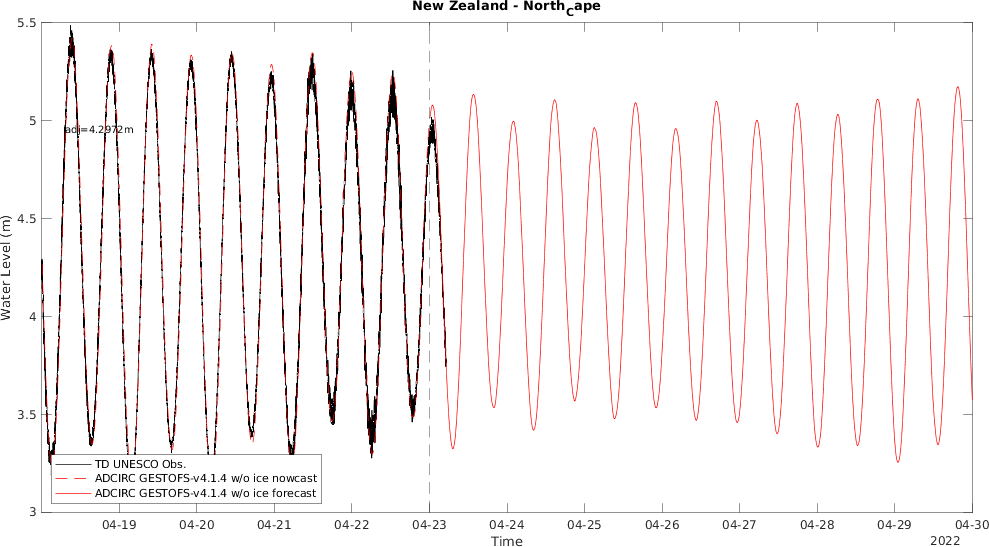 New Zealand - NorthCape
5.5
5
4.5
4
3.5
3
Water Level (m)
adj=4.2972m
TD UNESCO Obs.
ADCIRC GESTOFS-v4.1.4 w/o ice nowcast
ADCIRC GESTOFS-v4.1.4 w/o ice forecast
04-19 04-20 04-21 04-22 04-23 04-24 04-25 04-26 04-27 04-28 04-29 04-30
Time
2022